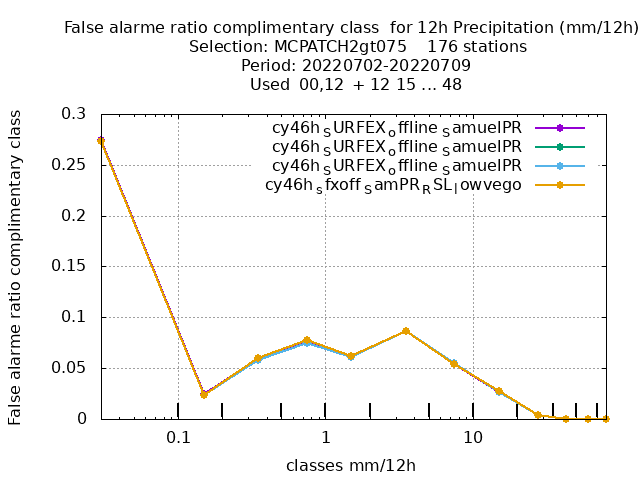 False alarme ratio complimentary class  for 12h Precipitation (mm/12h)
Selection: MCPATCH2gt075    176 stations
Period: 20220702-20220709
Used  00,12  + 12 15 ... 48
False alarme ratio complimentary class
0.3
0.25
0.2
0.15
0.1
0.05
0
cy46h_SURFEX_offline_SamuelPR
cy46h_SURFEX_offline_SamuelPR
cy46h_SURFEX_offline_SamuelPR
cy46h_sfxoff_SamPR_RSL_lowvego
0.1 1 10
classes mm/12h